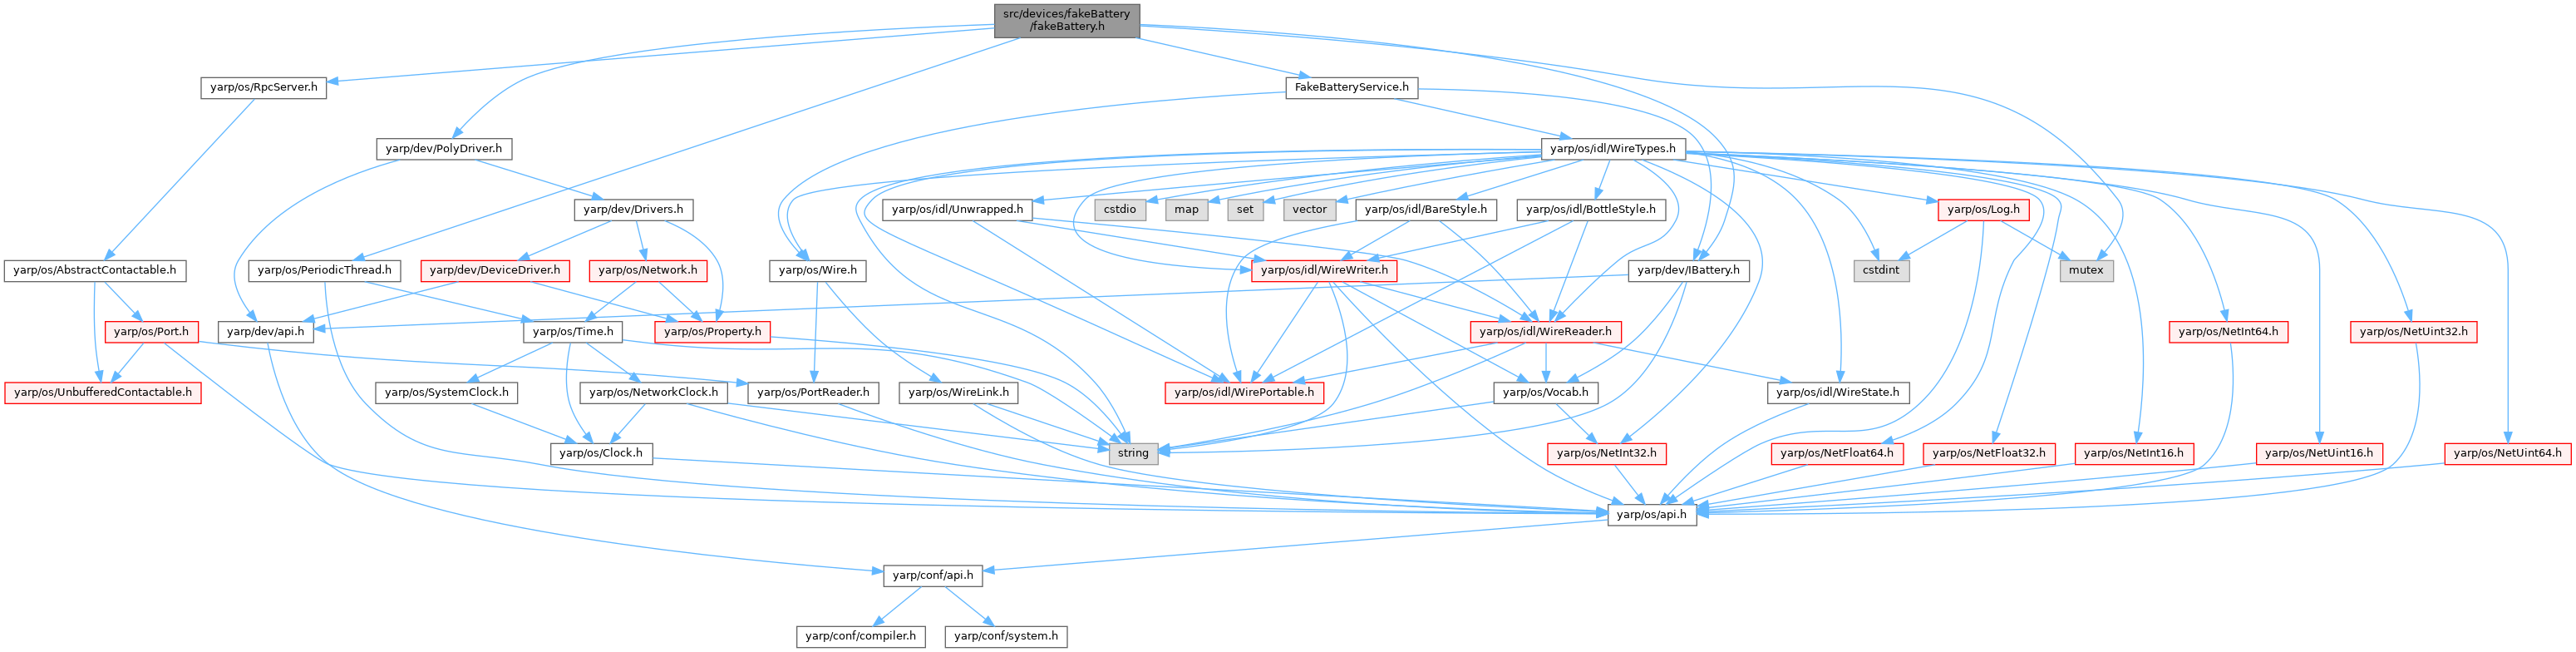 src/devices/fakeBattery
/fakeBattery.h
yarp/os/RpcServer.h
FakeBatteryService.h
yarp/dev/PolyDriver.h
yarp/os/idl/WireTypes.h
yarp/dev/Drivers.h
yarp/os/idl/Unwrapped.h
cstdio
map
set
vector
yarp/os/idl/BareStyle.h
yarp/os/idl/BottleStyle.h
yarp/os/Log.h
yarp/os/AbstractContactable.h
yarp/os/PeriodicThread.h
yarp/dev/DeviceDriver.h
yarp/os/Network.h
yarp/os/Wire.h
yarp/os/idl/WireWriter.h
yarp/dev/IBattery.h
cstdint
mutex
yarp/os/Port.h
yarp/dev/api.h
yarp/os/Time.h
yarp/os/Property.h
yarp/os/idl/WireReader.h
yarp/os/NetInt64.h
yarp/os/NetUint32.h
yarp/os/UnbufferedContactable.h
yarp/os/SystemClock.h
yarp/os/NetworkClock.h
yarp/os/PortReader.h
yarp/os/WireLink.h
yarp/os/idl/WirePortable.h
yarp/os/Vocab.h
yarp/os/idl/WireState.h
yarp/os/Clock.h
string
yarp/os/NetInt32.h
yarp/os/NetFloat64.h
yarp/os/NetFloat32.h
yarp/os/NetInt16.h
yarp/os/NetUint16.h
yarp/os/NetUint64.h
yarp/os/api.h
yarp/conf/api.h
yarp/conf/compiler.h
yarp/conf/system.h